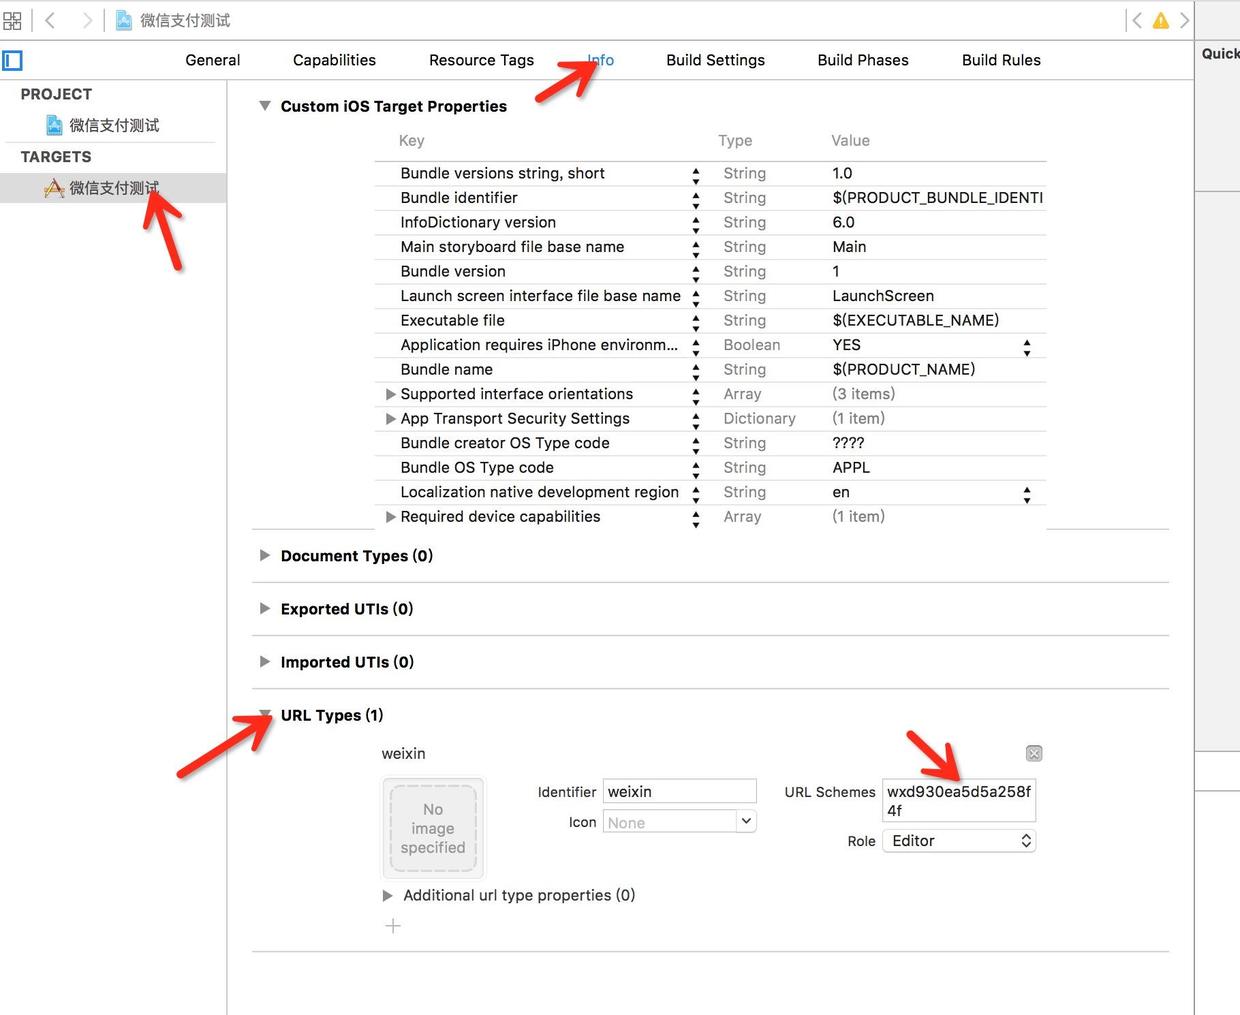 微信支付测试
Quick
General Capabilities Resource Tags Info Build Settings Build Phases Build Rules
PROJECT
微信支付测试
TARGETS
微信支付测试
Custom iOS Target Properties
Key Type Value
Bundle versions string, short String 1.0
Bundle identifier String $(PRODUCT_BUNDLE_IDENTI
InfoDictionary version String 6.0
Main storyboard file base name String Main
Bundle version String 1
Launch screen interface file base name String LaunchScreen
Executable file String $(EXECUTABLE_NAME)
Application requires iPhone environm... Boolean YES
Bundle name String $(PRODUCT_NAME)
Supported interface orientations Array (3 items)
App Transport Security Settings Dictionary (1 item)
Bundle creator OS Type code String ????
Bundle OS Type code String APPL
Localization native development region String en
Required device capabilities Array (1 item)
Document Types (0)
Exported UTIs (0)
Imported UTIs (0)
URL Types (1)
weixin
No
image
specified
Identifier weixin
Icon None
URL Schemes wxd930ea5d5a258f
4f
Role Editor
Additional url type properties (0)